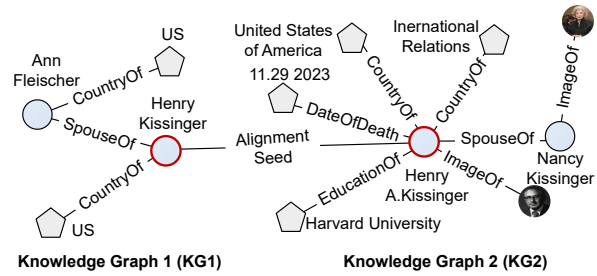 US
Ann
Fleischer
CountryOf
SpouseOf
Henry
Kissinger
CountryOf
US
Alignment
Seed
United States
of America
Inernational
Relations
11.29 2023
CountryOf
CountryOf
DateOfDeath
EducationOf
Harvard University
Henry
A.Kissinger
SpouseOf
ImageOf
ImageOf
Nancy
Kissinger
Knowledge Graph 1 (KG1)
Knowledge Graph 2 (KG2)